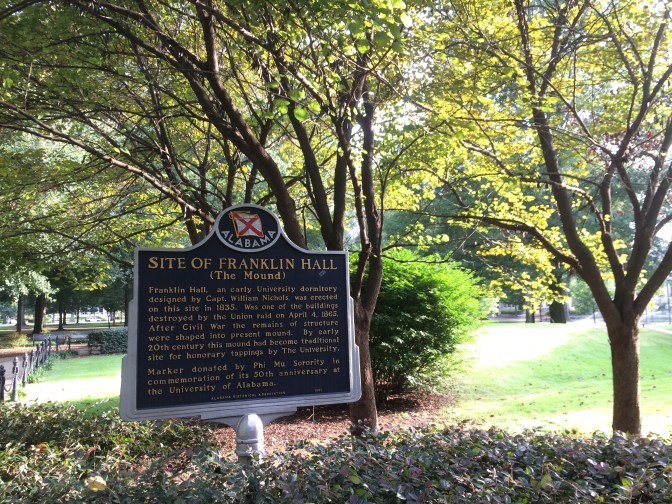 ALABAMA
SITE OF FRANKLIN HALL
(The Mound)
Franklin Hall, an early University dormitory
designed by Capt. William Nichols, was erected
on this site in 1835. Was one of the buildings
destroyed by the Union raid on April 4, 1865.
After Civil War the remains of structure
were shaped into present mound. By early
20th century this mound had become traditional
site for honorary tappings by The University.
Marker donated by Phi Mu Sorority in
commemoration of its 50th anniversary at
the University of Alabama.
ALABAMA HISTORICAL ASSOCIATION